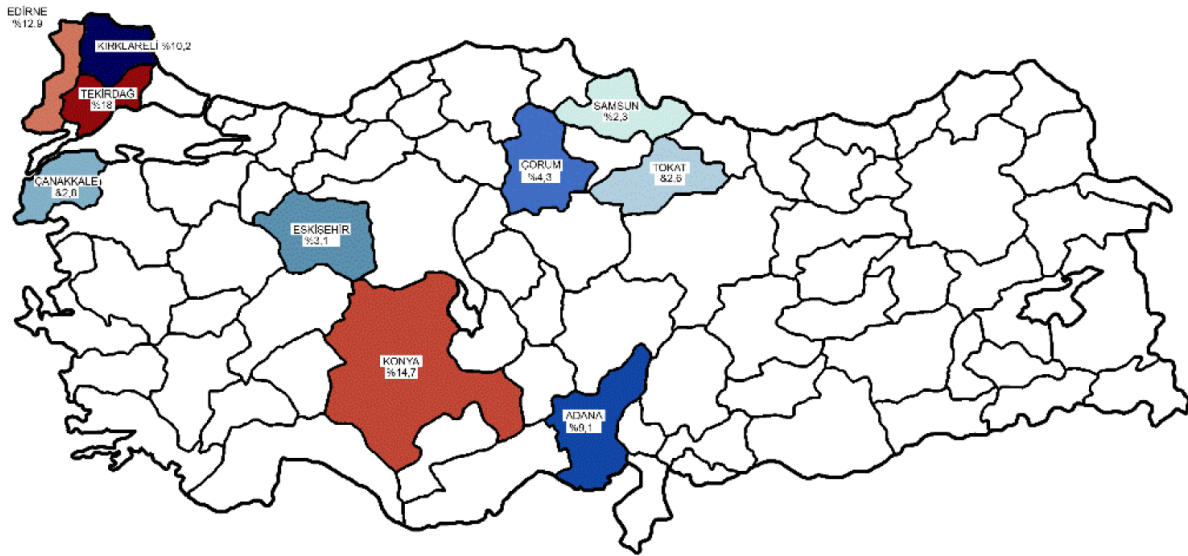 EDİRNE
%12.9
KIRKLARELİ %10,2
TEKİRDAĞ
%18
SAMSUN
%2,3
ÇANAKKALE
%2,8
ÇORUM
%4,3
TOKAT
&2,6
ESKİŞEHİR
%3,1
KONYA
%14,7
ADANA
%9,1